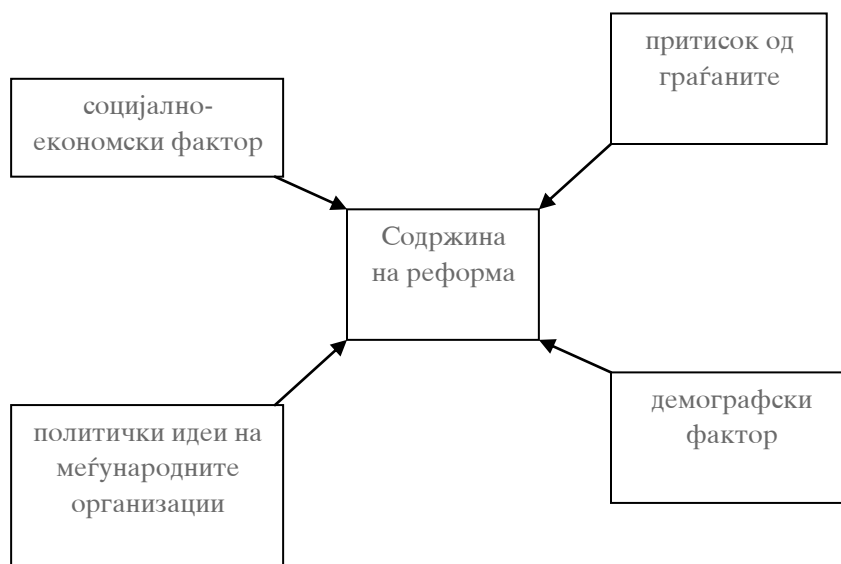 притисок од
граѓаните
социјално-
економски фактор
Содржина
на реформа
политички идеи на
меѓународните
организации
демографски
фактор